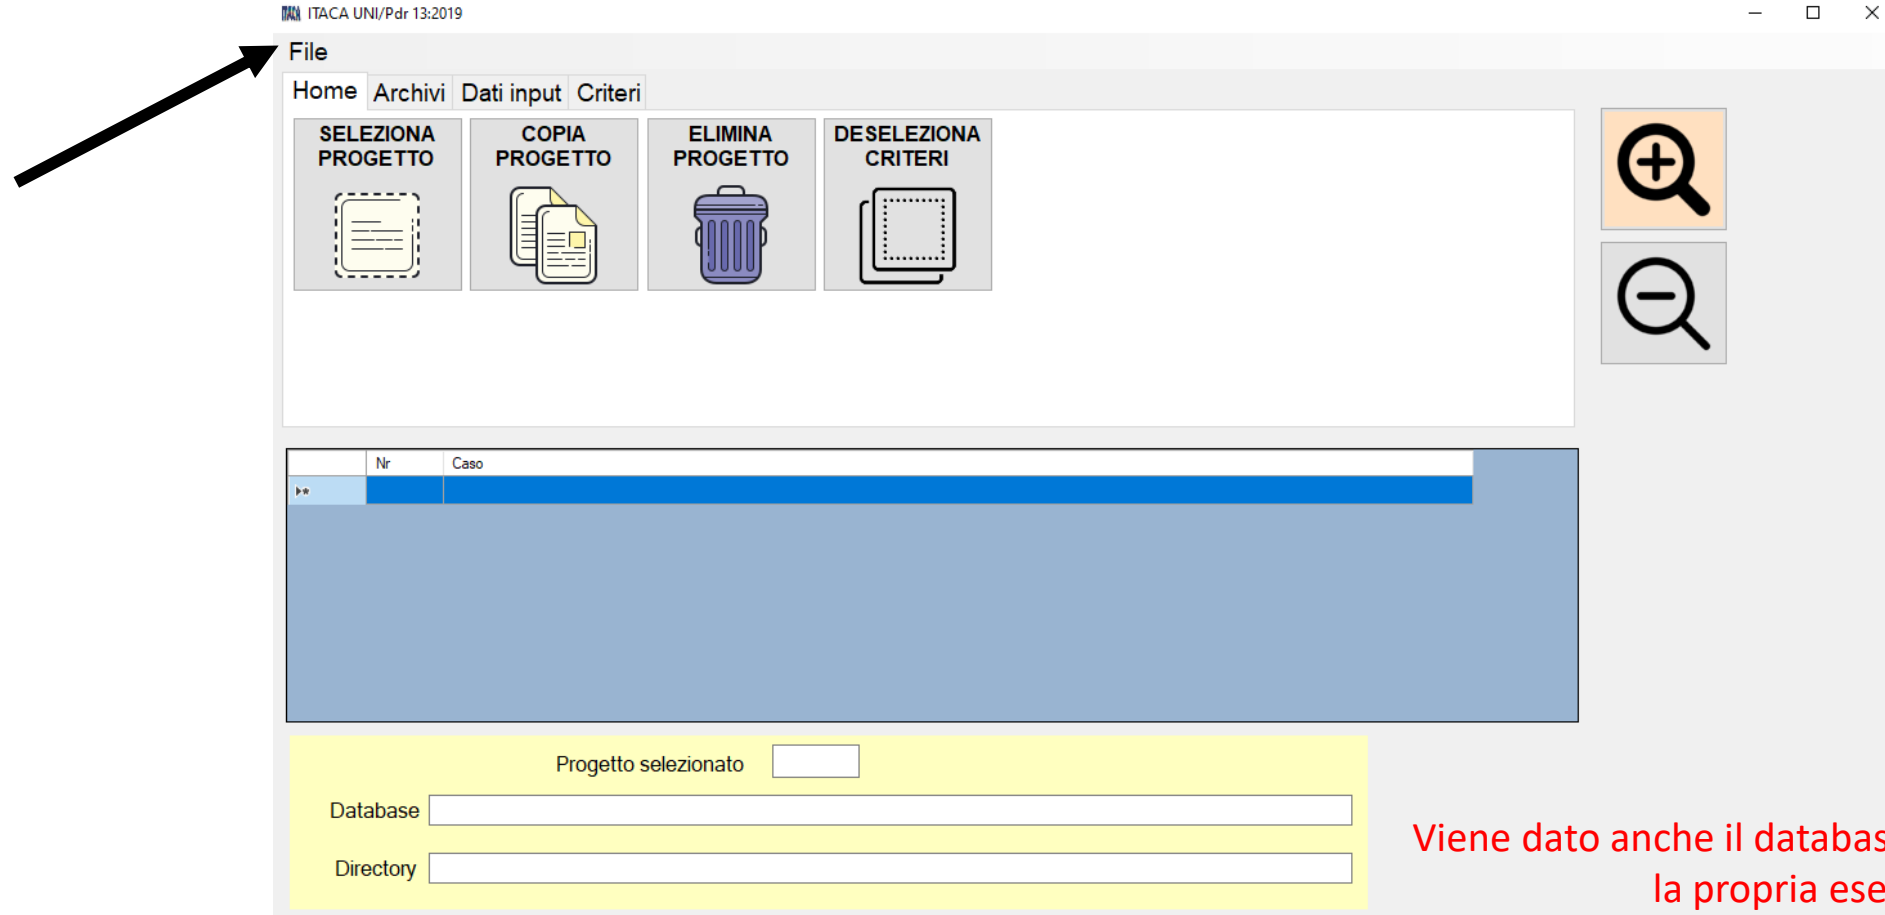 ITACA UNI/Pdr 13:2019
File
Home Archivi Dati input Criteri
SELEZIONA PROGETTO
COPIA PROGETTO
ELIMINA PROGETTO
DESELEZIONA CRITERI
Nr Caso
Progetto selezionato
Database
Directory
Viene dato anche il databas
la propria ese